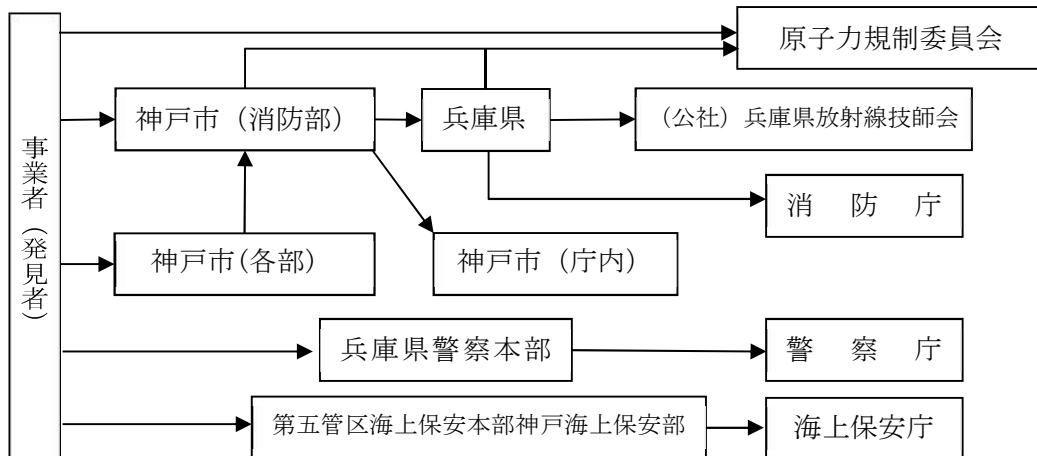 事業者（発見者）
原子力規制委員会
神戸市（消防部）
兵庫県
（公社）兵庫県放射線技師会
消　防　庁
神戸市(各部）
神戸市（庁内）
兵庫県警察本部
警　察　庁
第五管区海上保安本部神戸海上保安部
海上保安庁